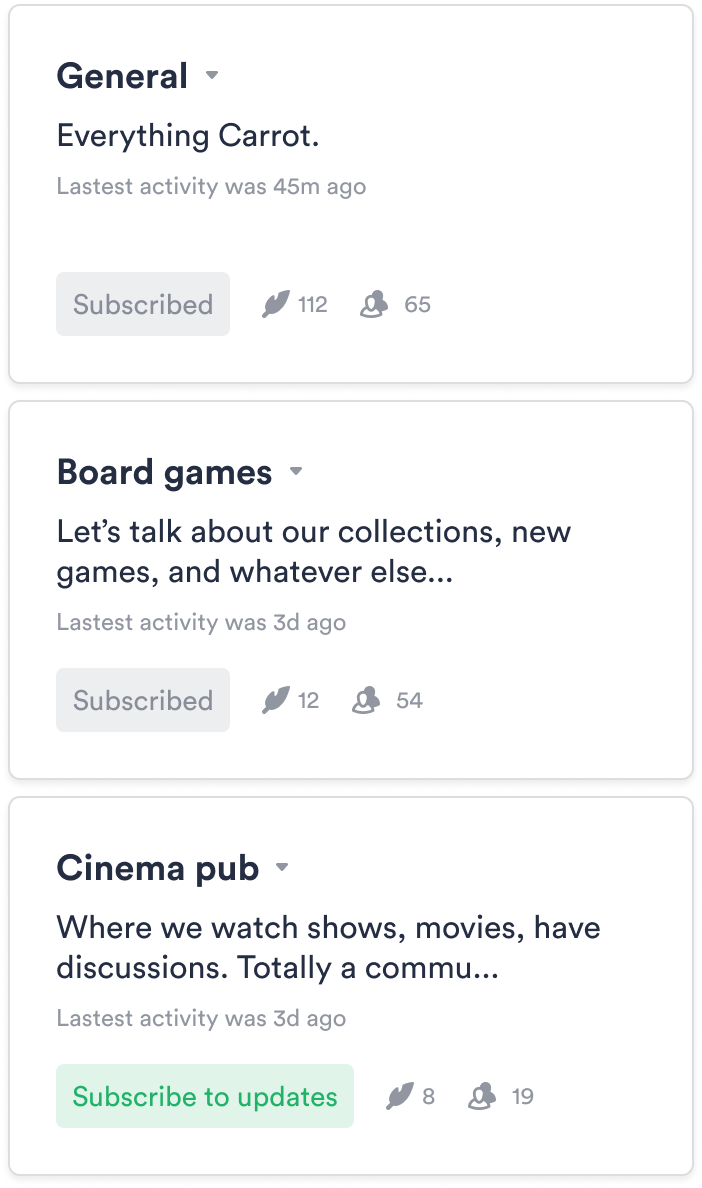 General
Everything Carrot.
Lastest activity was 45m ago
Subscribed 112 65
Board games
Let’s talk about our collections, new
games, and whatever else...
Lastest activity was 3d ago
Subscribed 12 54
Cinema pub
Where we watch shows, movies, have
discussions. Totally a commu...
Lastest activity was 3d ago
Subscribe to updates 8 19